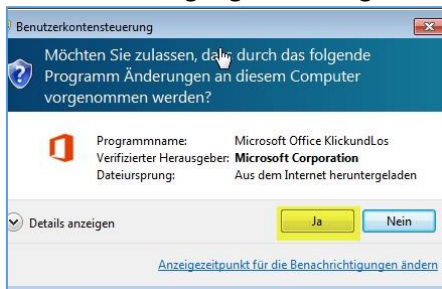 Benutzerkontensteuerung
Möchten Sie zulassen, dass durch das folgende
Programm Änderungen an diesem Computer
vorgenommen werden?
Programmname: Microsoft Office KlickundLos
Verifizierter Herausgeber: Microsoft Corporation
Dateiursprung: Aus dem Internet heruntergeladen
Details anzeigen Ja Nein
Anzeigezeitpunkt für die Benachrichtigungen ändern